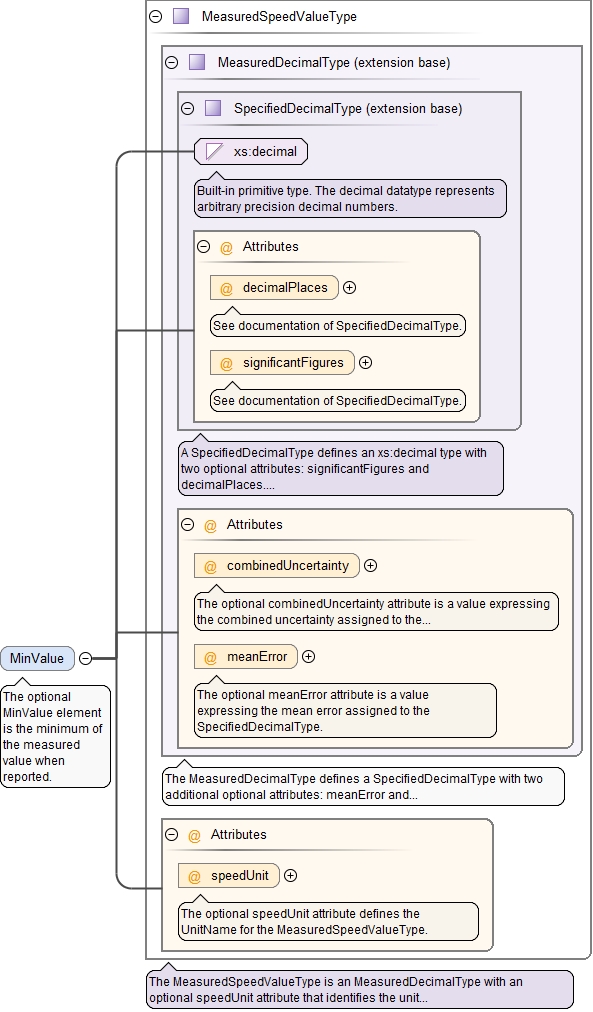 MeasuredSpeedValueType
MeasuredDecimalType (extension base)
SpecifiedDecimalType (extension base)
xs:decimal
Built-in primitive type. The decimal datatype represents
arbitrary precision decimal numbers.
@ Attributes
@ decimalPlaces
See documentation of SpecifiedDecimalType.
@ significantFigures
See documentation of SpecifiedDecimalType.
A SpecifiedDecimalType defines an xs:decimal type with
two optional attributes: significantFigures and
decimalPlaces....
@ Attributes
@ combinedUncertainty
The optional combinedUncertainty attribute is a value expressing
the combined uncertainty assigned to the...
@ meanError
The optional meanError attribute is a value
expressing the mean error assigned to the
SpecifiedDecimalType.
MinValue
The optional
MinValue element
is the minimum of
the measured
value when
reported.
The MeasuredDecimalType defines a SpecifiedDecimalType with two
additional optional attributes: meanError and...
@ Attributes
@ speedUnit
The optional speedUnit attribute defines the
UnitName for the MeasuredSpeedValueType.
The MeasuredSpeedValueType is an MeasuredDecimalType with an
optional speedUnit attribute that identifies the unit...